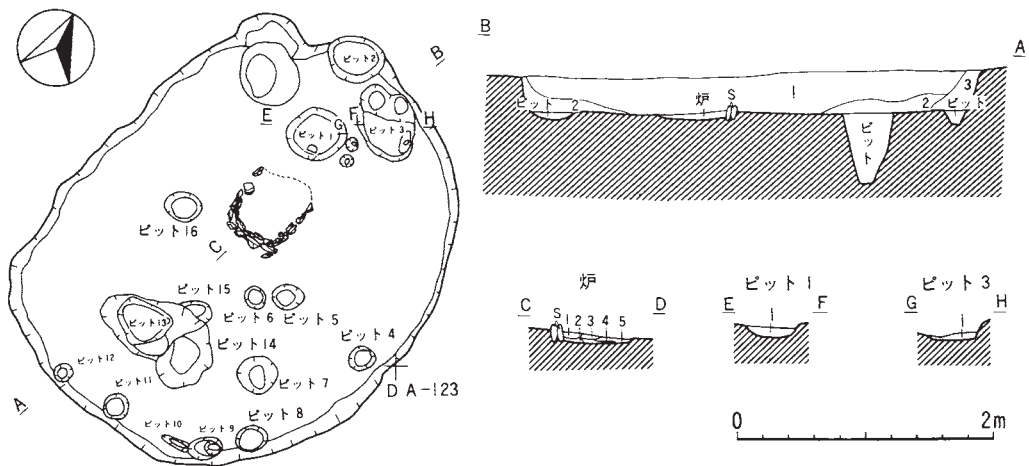 ピット2
B
E
F
H
G
ピット1
ピット3
ピット16
C
ピット15
ピット6
ピット5
ピット13
ピット4
ピット14
ピット12
ピット11
ピット7
D A-123
A
ピット8
ピット10
ピット9
B
A
ピット 2
炉
S
1
2
3
ピット
ピット
炉
C
S
1 2 3 4 5
D
ピット 1
E
1
F
ピット 3
G
1
H
0
2m